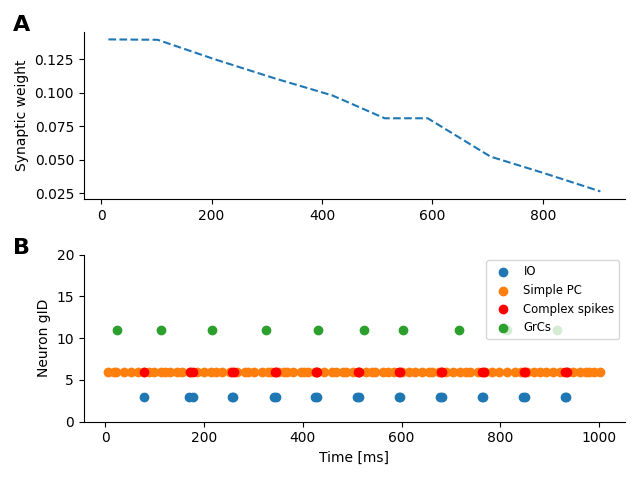 A
0.125
0.100
0.075
0.050
0.025
Synaptic weight
0 200 400 600 800
B
20
15
10
5
0
Neuron gID
IO
Simple PC
Complex spikes
GrCs
0 200 400 600 800 1000
Time [ms]